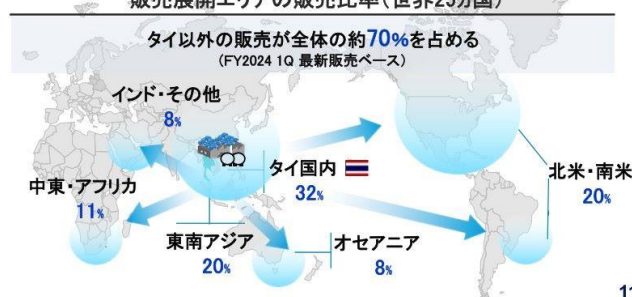 販売展開エリアの販売比率(世界25カ国)
タイ以外の販売が全体の約70%を占める
(FY2024 1Q 最新販売ベース)
インド・その他
8%
タイ国内
32%
北米・南米
20%
中東・アフリカ
11%
東南アジア
20%
オセアニア
8%